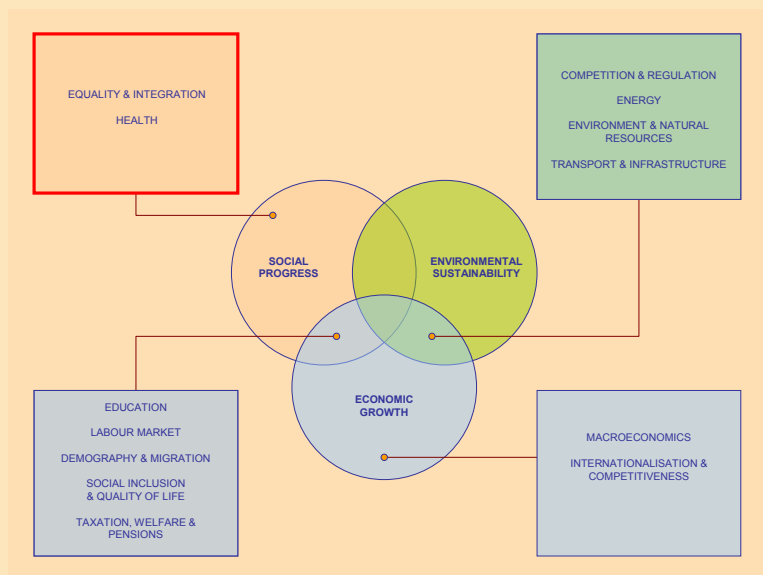 EQUALITY & INTEGRATION
HEALTH
COMPETITION & REGULATION
ENERGY
ENVIRONMENT & NATURAL
RESOURCES
TRANSPORT & INFRASTRUCTURE
SOCIAL
PROGRESS
ENVIRONMENTAL
SUSTAINABILITY
ECONOMIC
GROWTH
EDUCATION
LABOUR MARKET
DEMOGRAPHY & MIGRATION
SOCIAL INCLUSION
& QUALITY OF LIFE
TAXATION, WELFARE &
PENSIONS
MACROECONOMICS
INTERNATIONALISATION &
COMPETITIVENESS